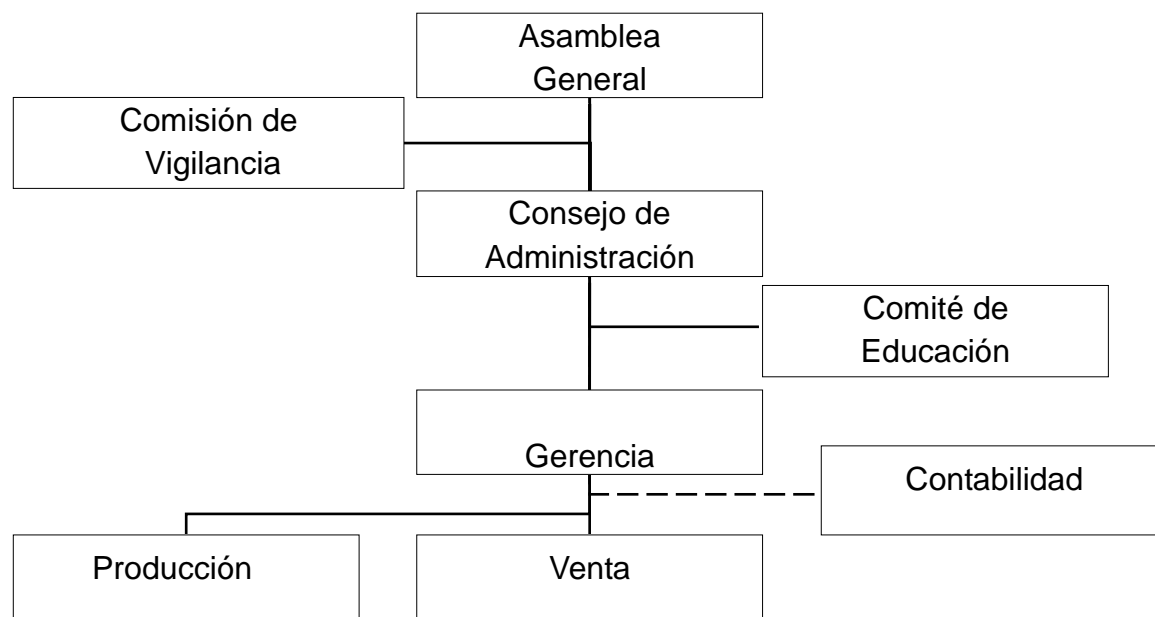 Asamblea
General
Comisión de
Vigilancia
Consejo de
Administración
Comité de
Educación
Gerencia
Contabilidad
Producción
Venta